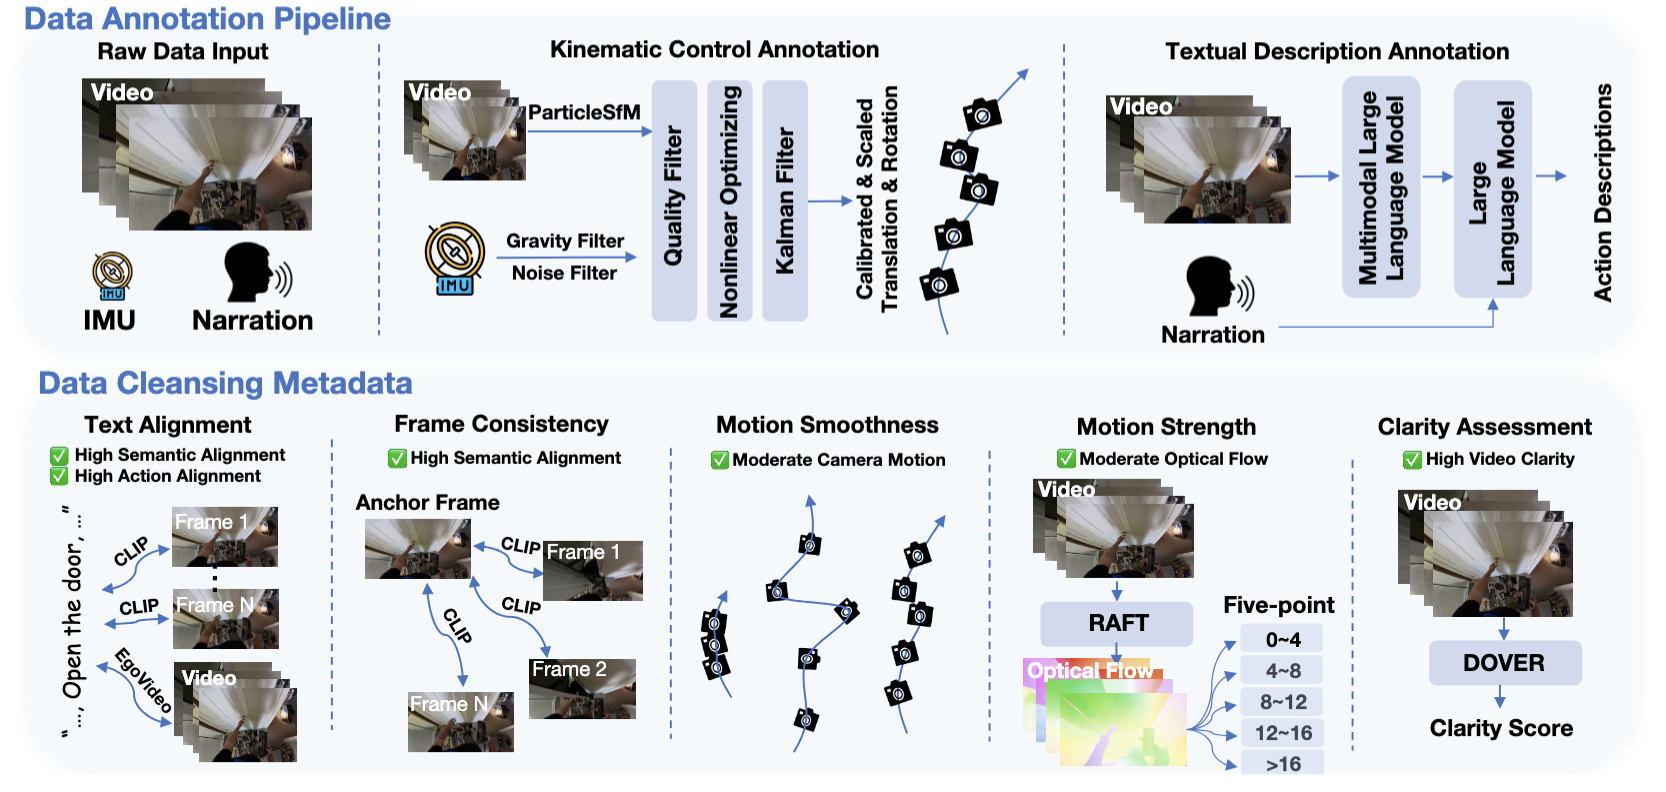 Data Annotation Pipeline
Raw Data Input
Video
IMU
IMU
Narration
Kinematic Control Annotation
Video
ParticleSfM
IMU
Gravity Filter
Noise Filter
Quality Filter
Nonlinear Optimizing
Kalman Filter
Calibrated & Scaled
Translation & Rotation
Textual Description Annotation
Video
Narration
Multimodal Large
Language Model
Large
Language Model
Action Descriptions
Data Cleansing Metadata
Text Alignment
High Semantic Alignment
High Action Alignment
"..., Open the door, ..."
CLIP
Frame 1
CLIP
Frame N
EgoVideo
Video
Frame Consistency
High Semantic Alignment
Anchor Frame
CLIP
Frame 1
CLIP
Frame 2
CLIP
Frame N
Motion Smoothness
Moderate Camera Motion
Motion Strength
Moderate Optical Flow
Video
RAFT
Optical Flow
Five-point
0~4
4~8
8~12
12~16
>16
Clarity Assessment
High Video Clarity
Video
DOVER
Clarity Score